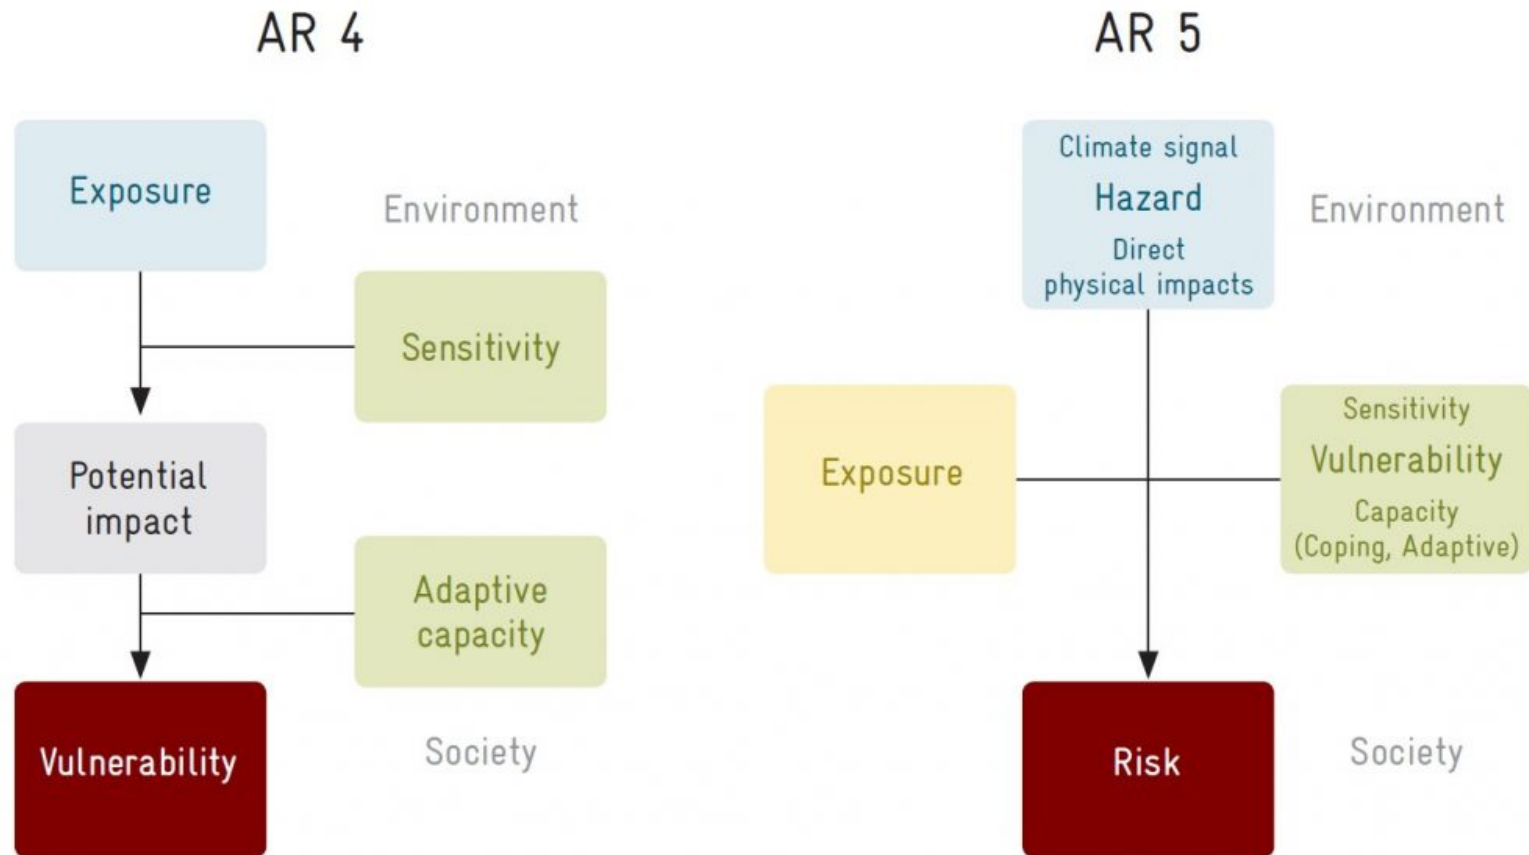 AR 4
Exposure
Environment
Sensitivity
Potential
impact
Adaptive
capacity
Vulnerability
Society
AR 5
Climate signal
Hazard
Direct
physical impacts
Environment
Exposure
Sensitivity
Vulnerability
Capacity
(Coping, Adaptive)
Risk
Society